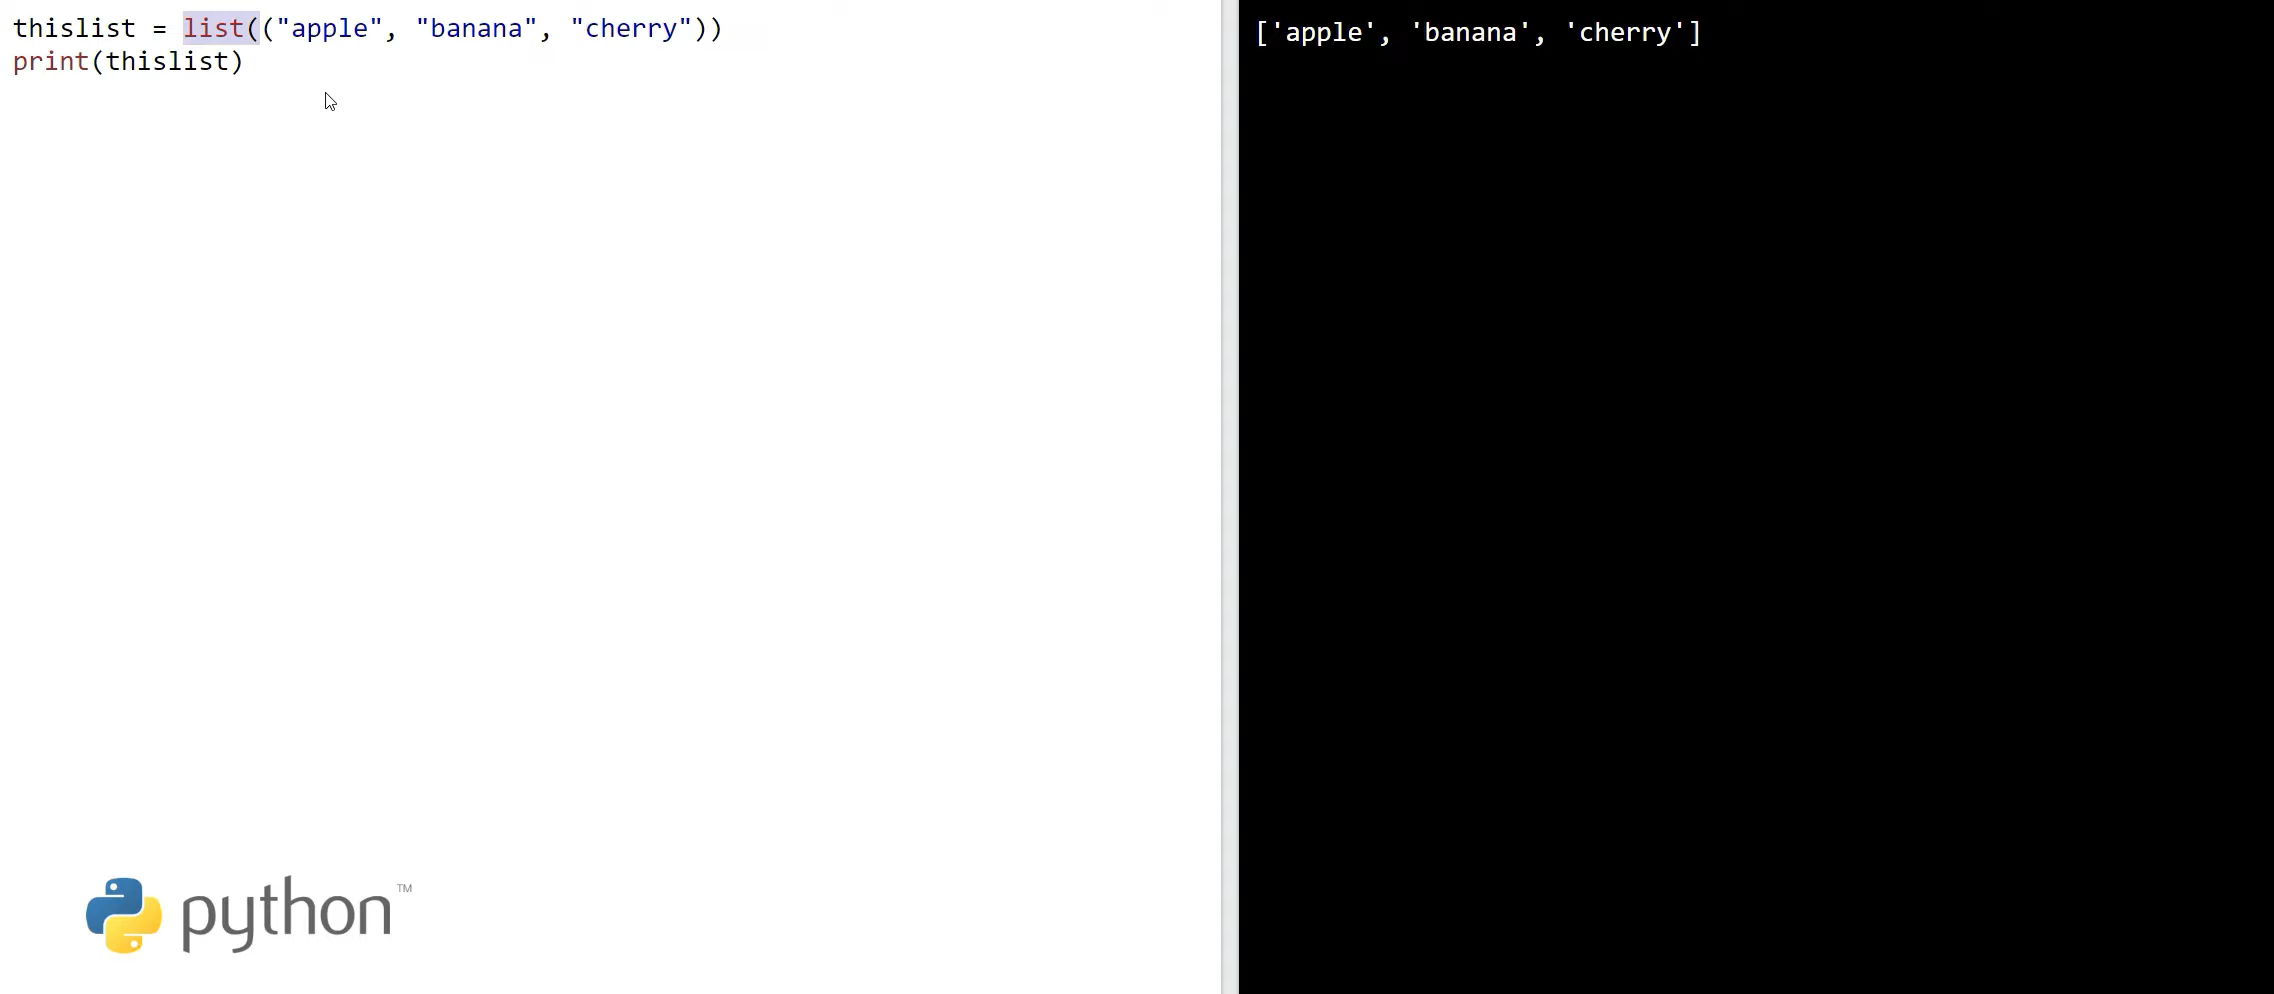 thislist = list(("apple", "banana", "cherry"))
print(thislist)
['apple', 'banana', 'cherry']
python™